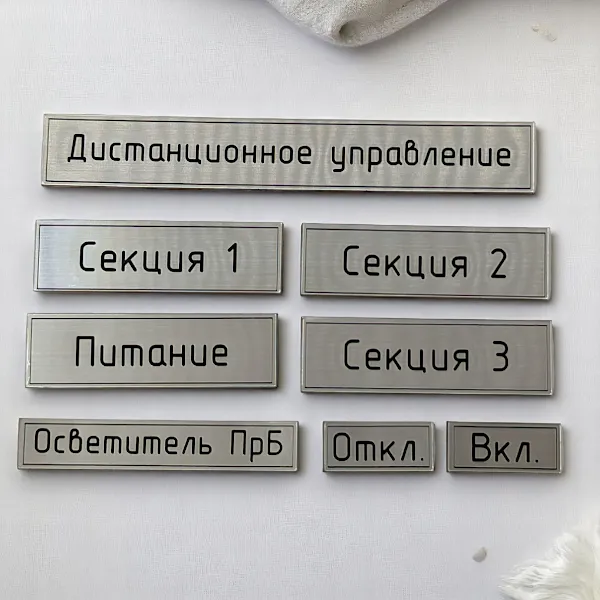 Дистанционное управление
Секция 1
Секция 2
Питание
Секция 3
Осветитель ПрБ
Откл.
Вкл.